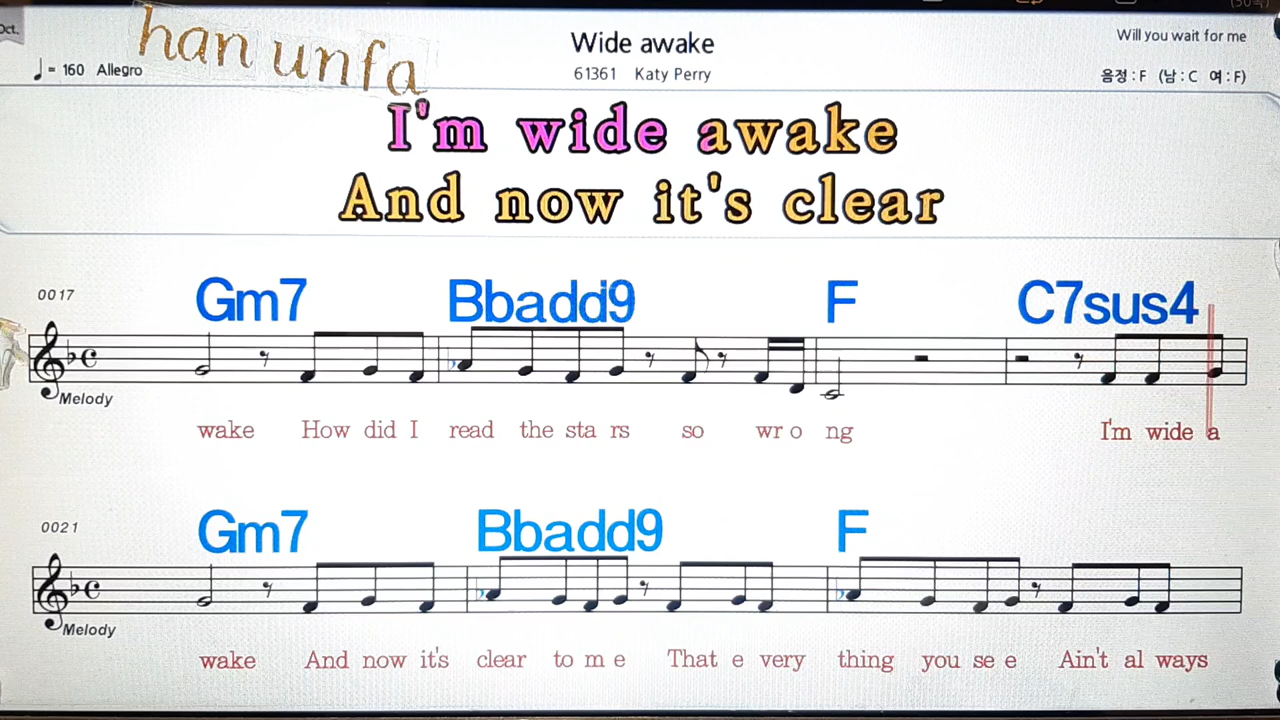 Oct.
han unfa
♩ = 160 Allegro
Wide awake
61361 Katy Perry
Will you wait for me
음정 : F (남 : C 여 : F)
I'm wide awake
And now it's clear
0017
Gm7 Bbadd9 F C7sus4
Melody
wake How did I read the sta rs so wr o ng I'm wide a
0021
Gm7 Bbadd9 F
Melody
wake And now it's clear to m e That e very thing you se e Ain't al ways